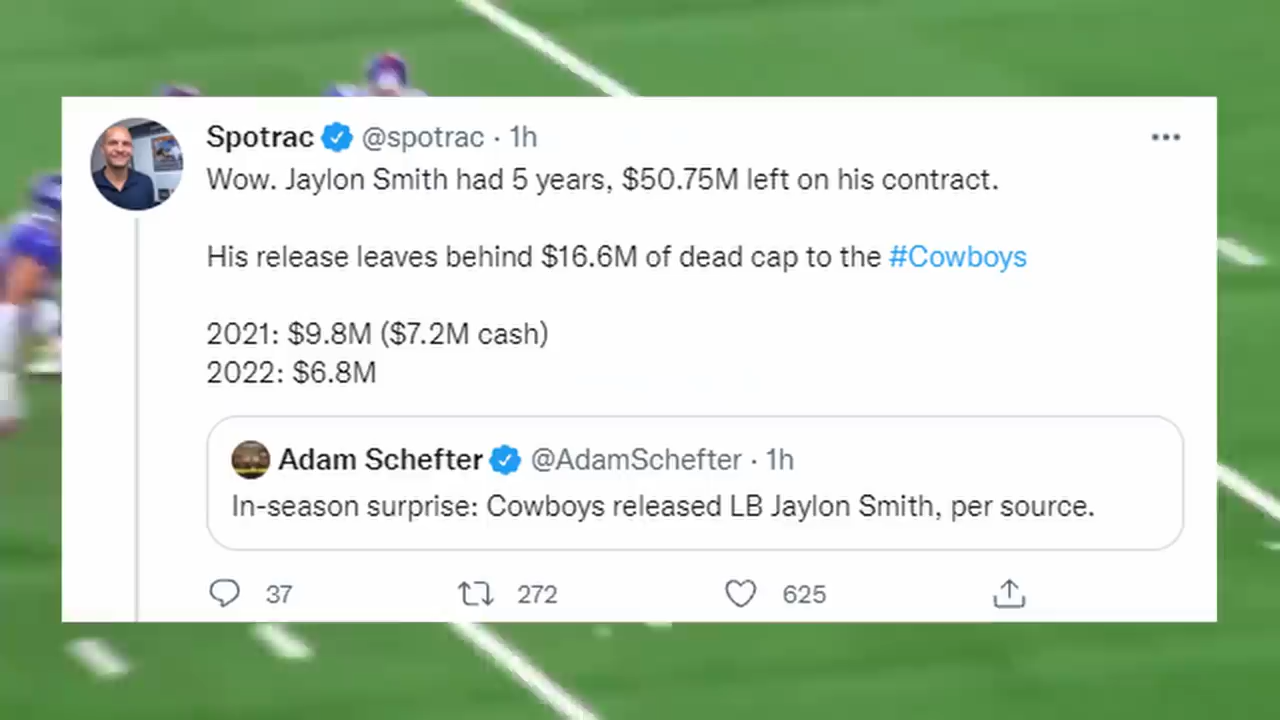 Spotrac @spotrac · 1h
Wow. Jaylon Smith had 5 years, $50.75M left on his contract.
His release leaves behind $16.6M of dead cap to the #Cowboys
2021: $9.8M ($7.2M cash)
2022: $6.8M
Adam Schefter @AdamSchefter · 1h
In-season surprise: Cowboys released LB Jaylon Smith, per source.
37 272 625